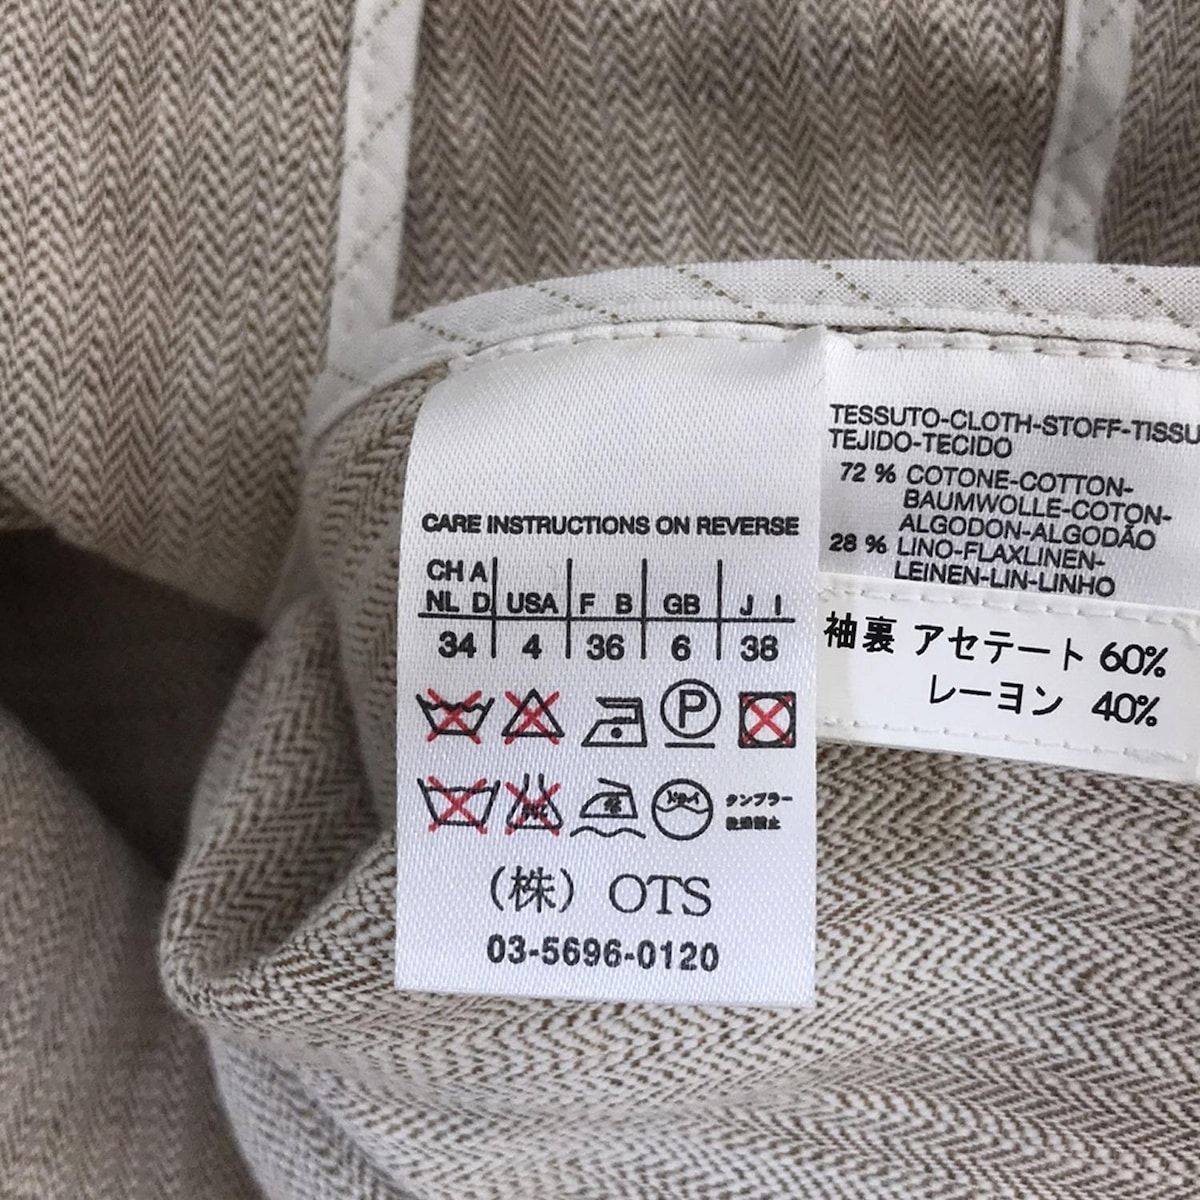 CARE INSTRUCTIONS ON REVERSE
CH A
NL D USA F B GB J I
34 4 36 6 38
P
ドライ
タンブラー
乾燥禁止
(株) OTS
03-5696-0120
TESSUTO-CLOTH-STOFF-TISSU
TEJIDO-TECIDO
72 % COTONE-COTTON-
BAUMWOLLE-COTON-
ALGODON-ALGODÃO
28 % LINO-FLAXLINEN-
LEINEN-LIN-LINHO
袖裏 アセテート 60%
レーヨン 40%